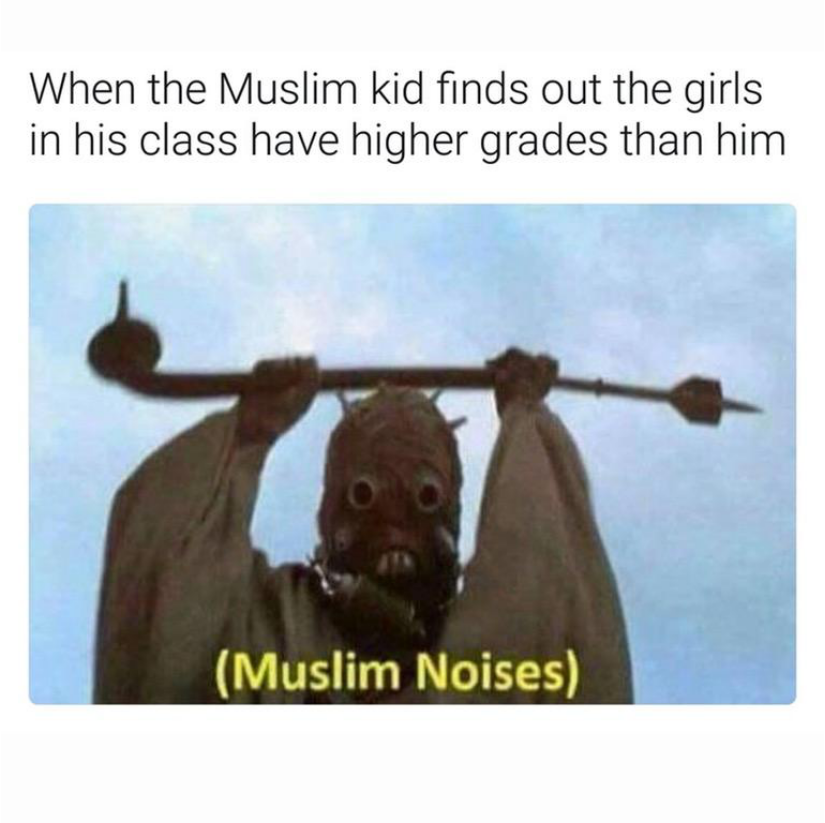 When the Muslim kid finds out the girls
in his class have higher grades than him
(Muslim Noises)